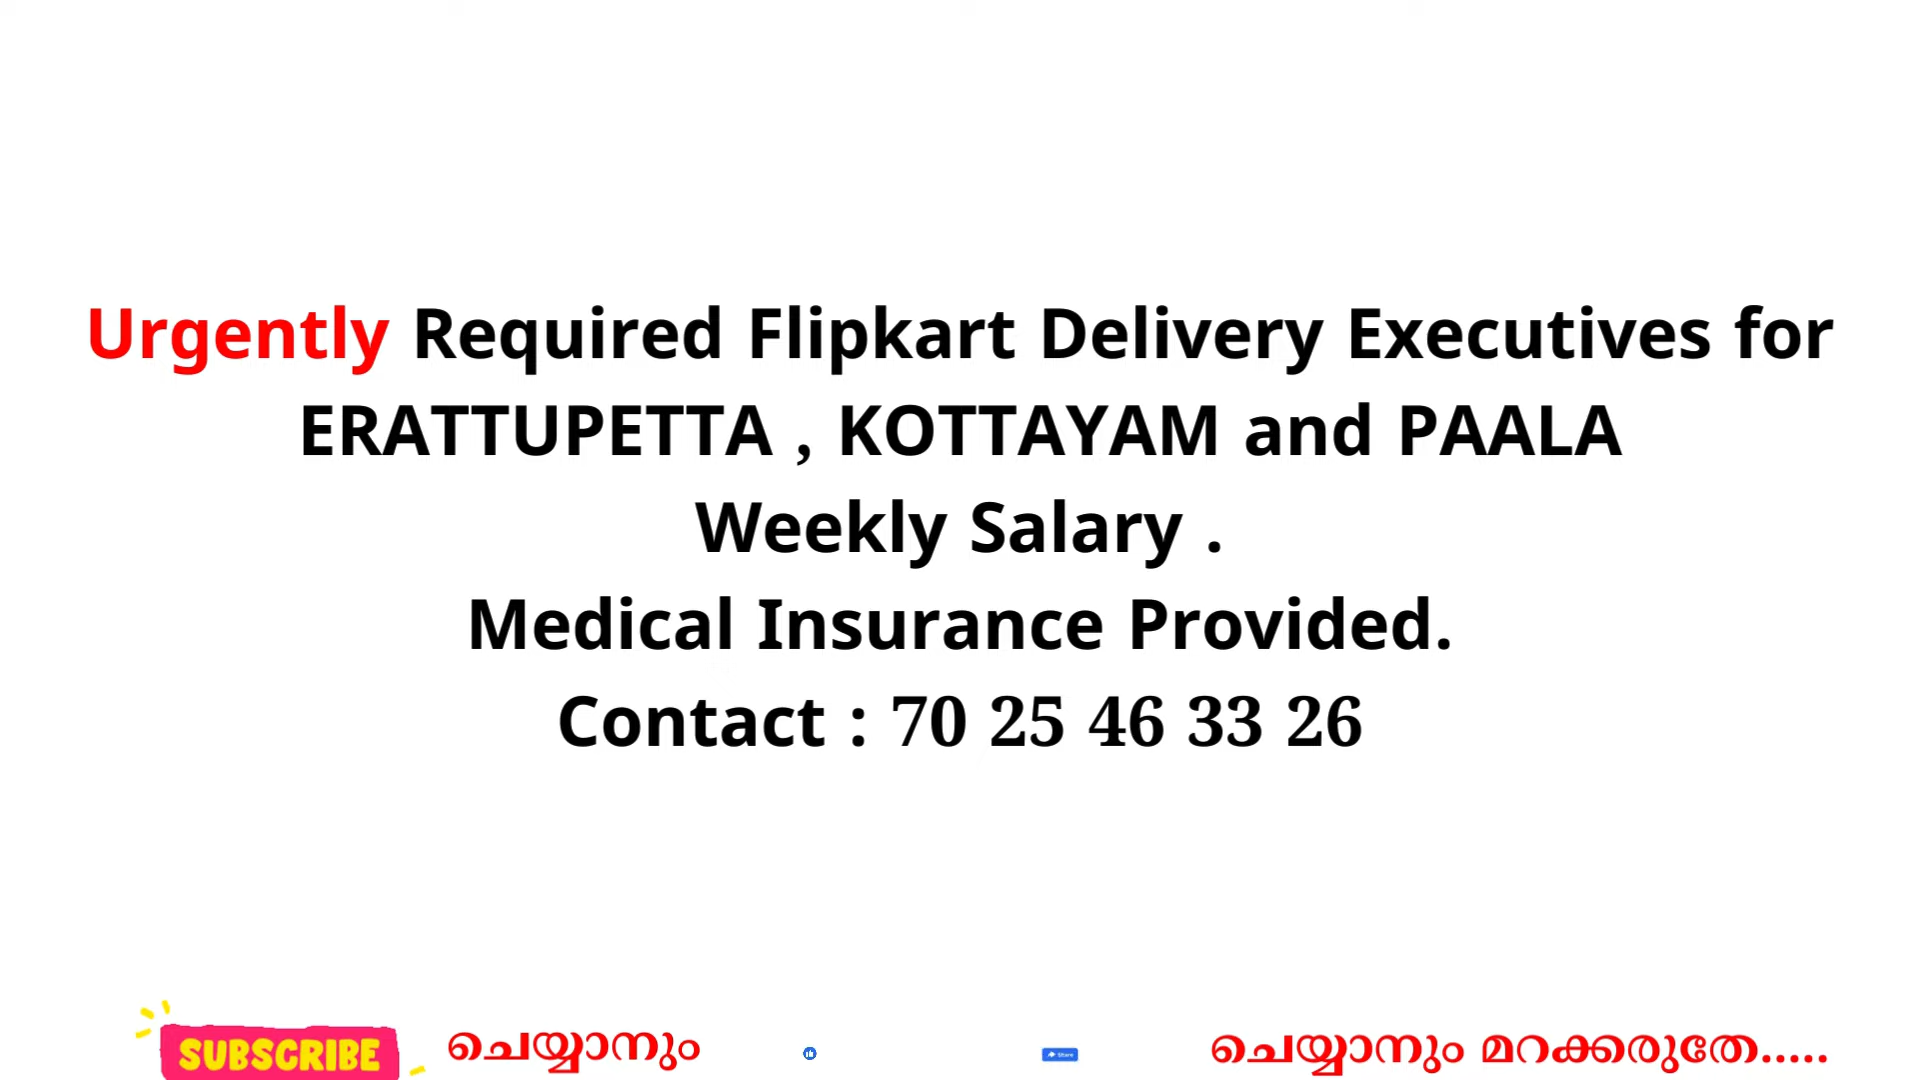 Urgently Required Flipkart Delivery Executives for
ERATTUPETTA , KOTTAYAM and PAALA
Weekly Salary .
Medical Insurance Provided.
Contact : 70 25 46 33 26
SUBSCRIBE ചെയ്യാനും Share ചെയ്യാനും മറക്കരുതേ.....